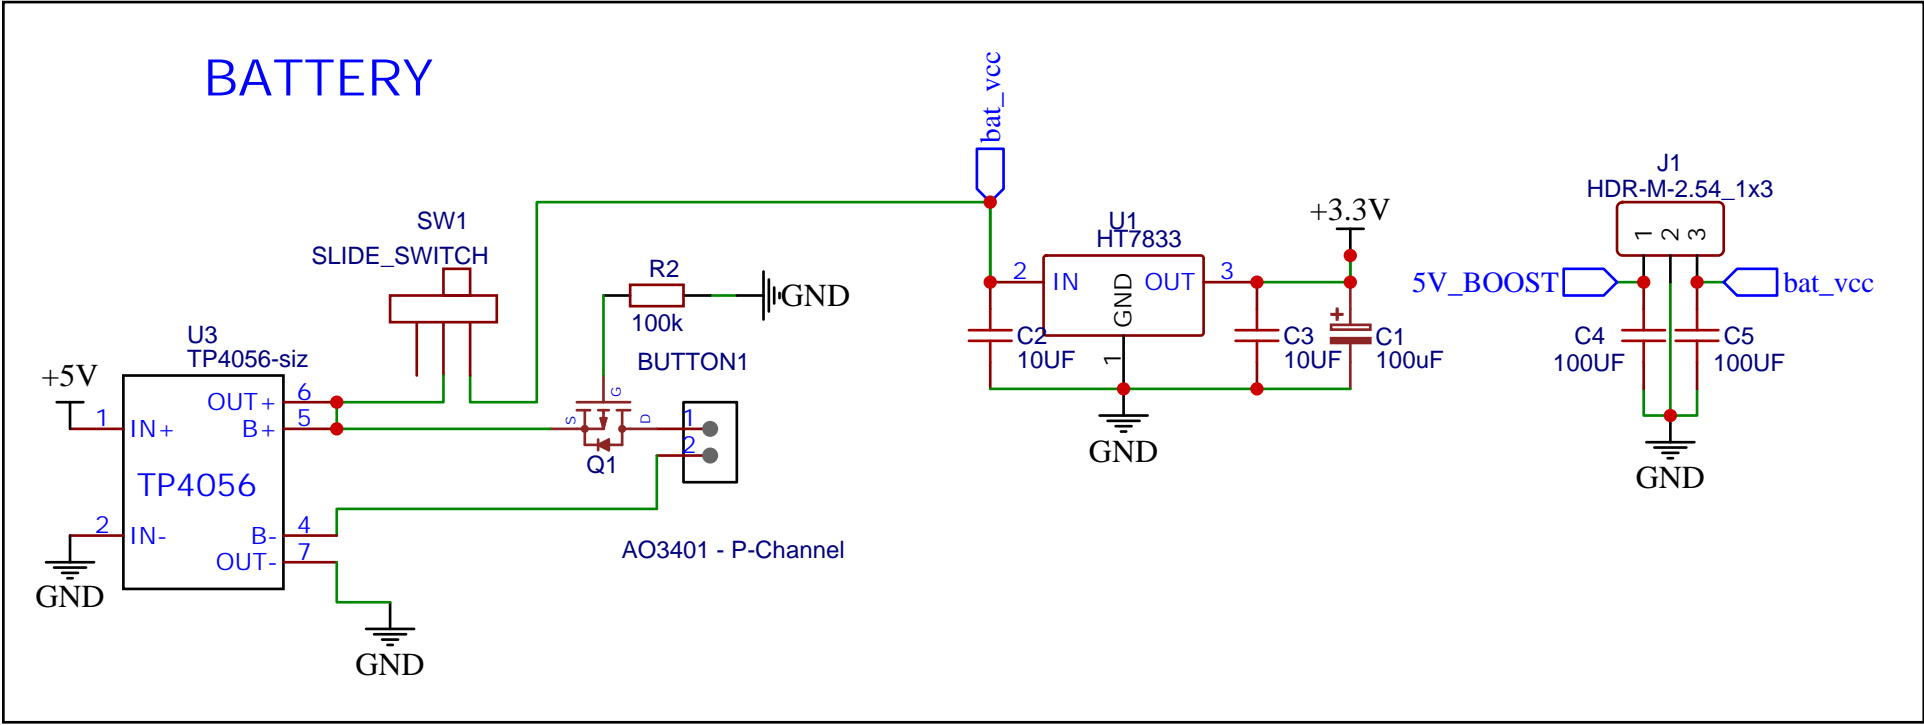 BATTERY
bat_vcc
SW1
SLIDE_SWITCH
R2
100k
GND
BUTTON1
U3
TP4056-siz
+5V
1
IN+
2
IN-
GND
TP4056
OUT+
6
B+
5
B-
4
OUT-
7
GND
S
G
D
Q1
1
2
AO3401 - P-Channel
U1
HT7833
2
IN
GND
1
OUT
3
+3.3V
C2
10UF
C3
10UF
+
C1
100uF
GND
J1
HDR-M-2.54_1x3
1
2
3
5V_BOOST
bat_vcc
C4
100UF
C5
100UF
GND